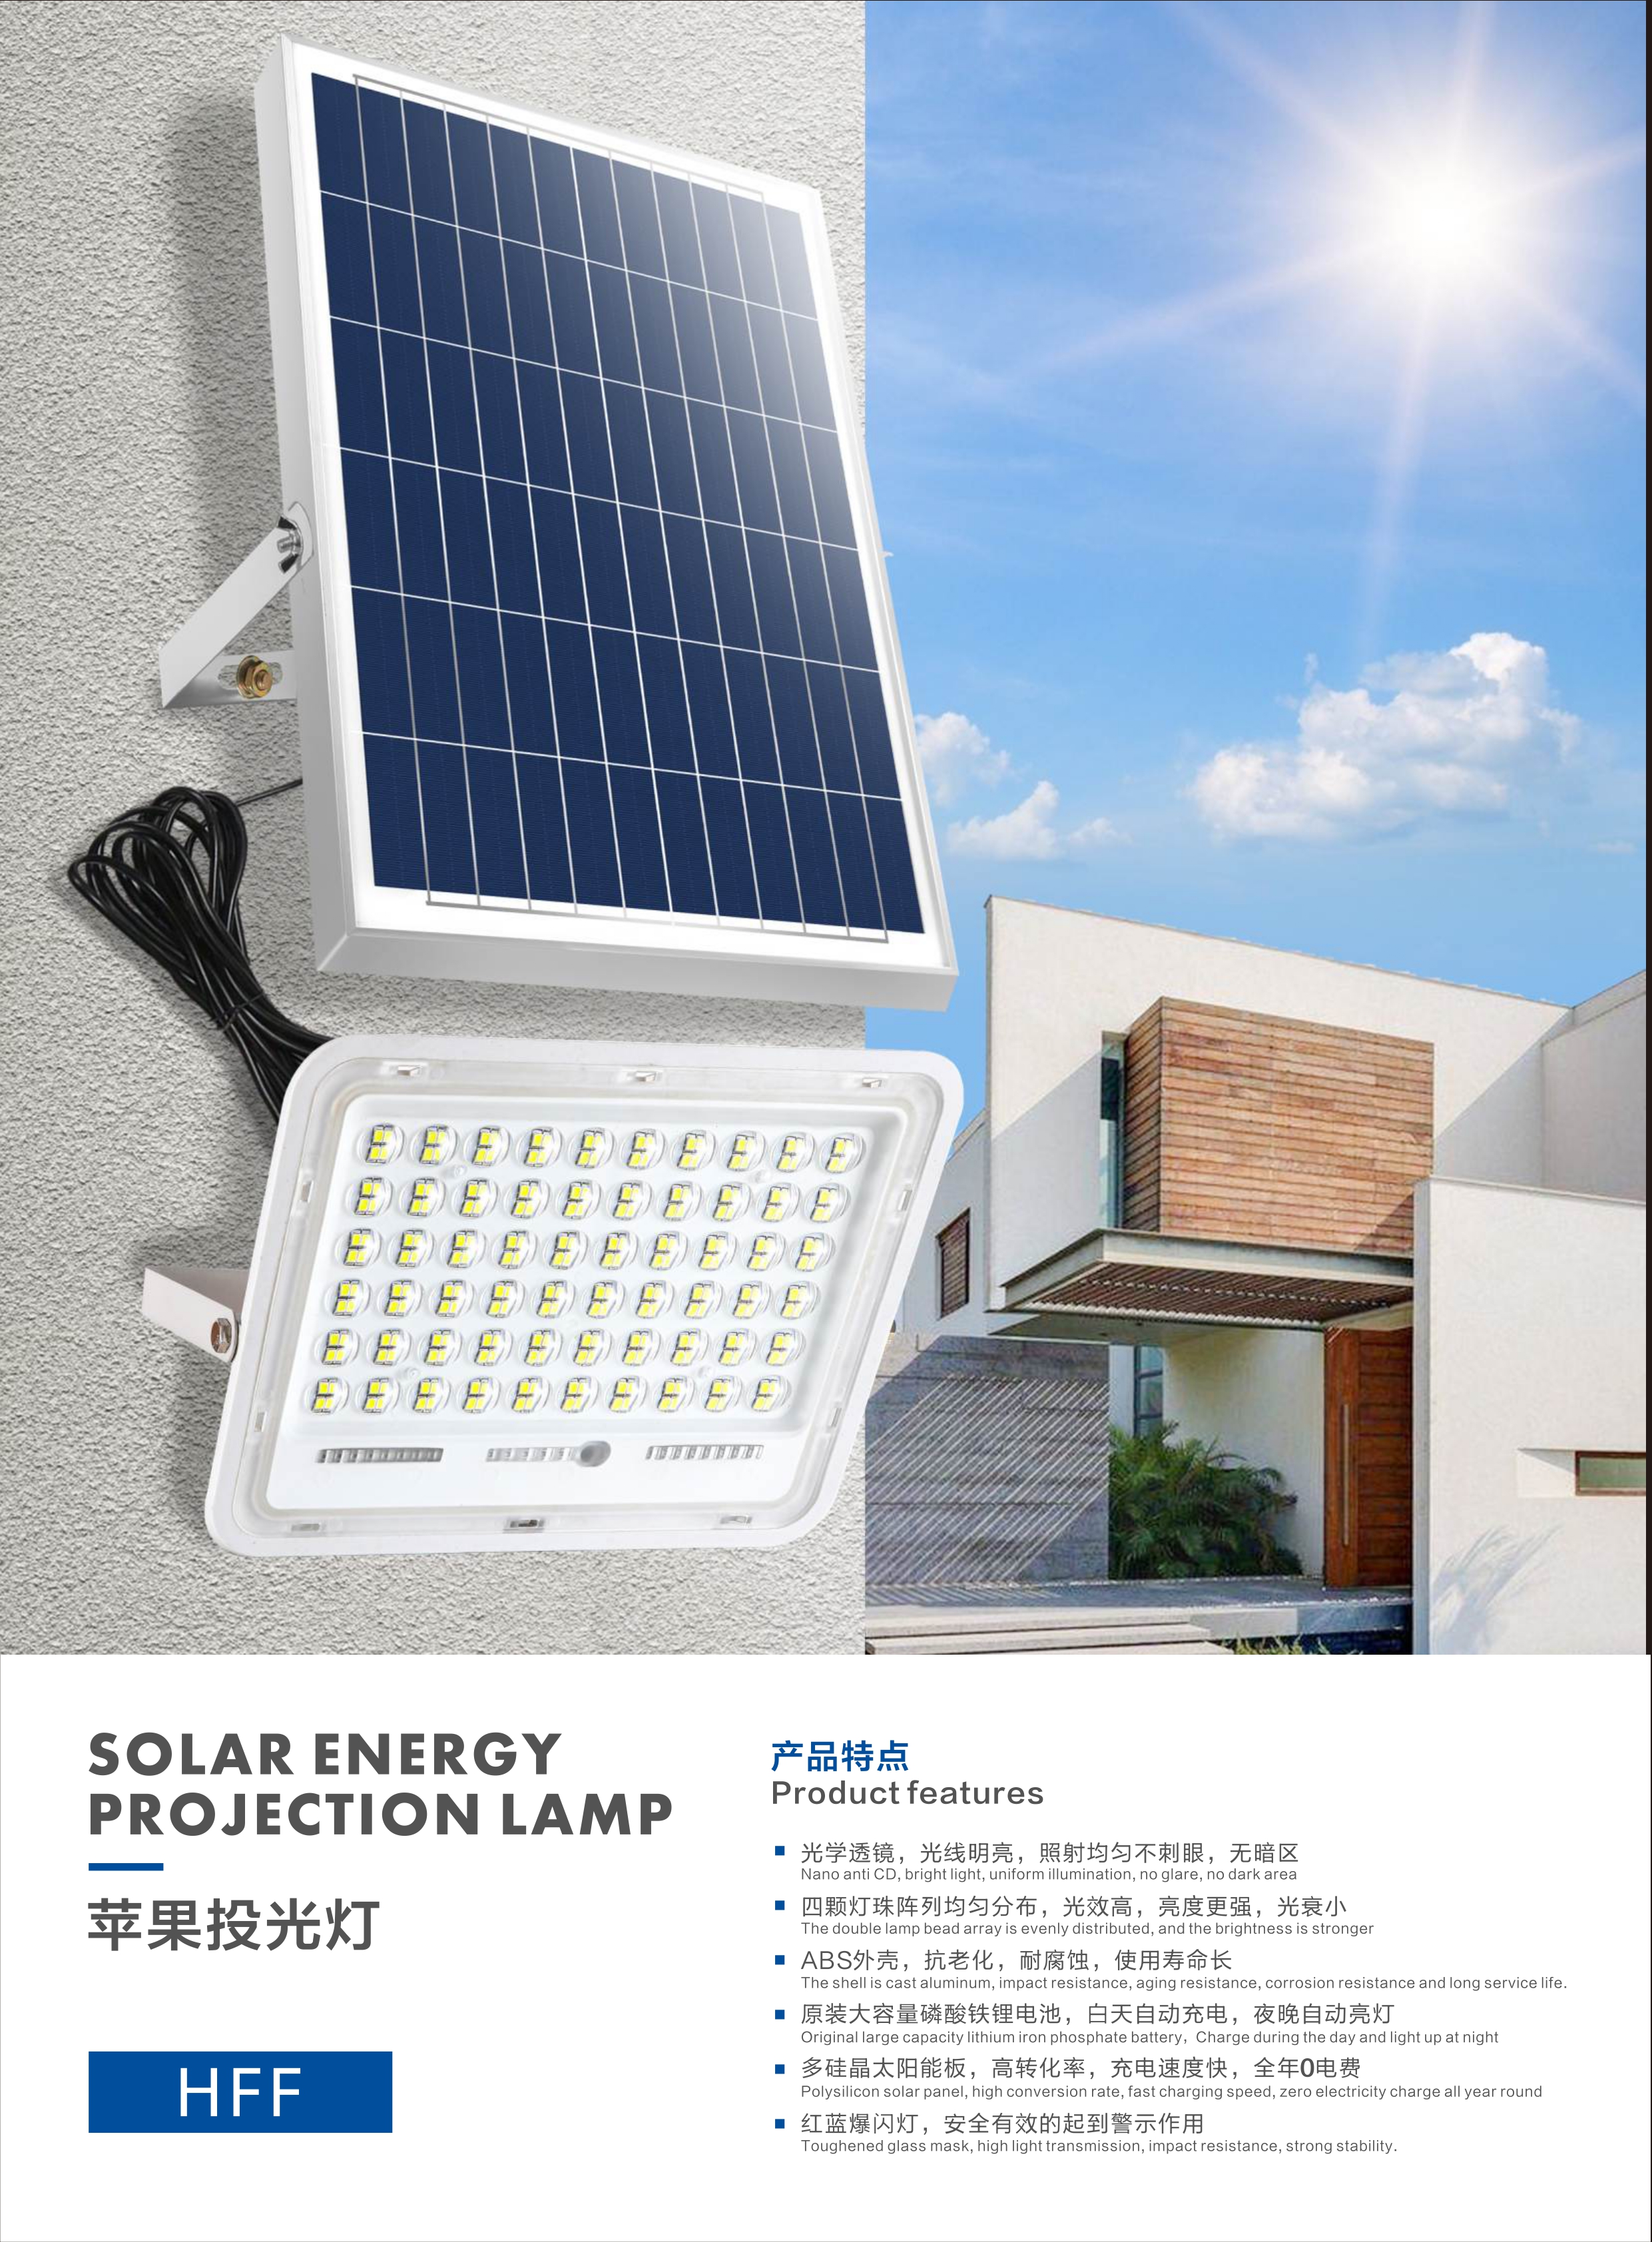 SOLAR ENERGY
PROJECTION LAMP
苹果投光灯
HFF
产品特点
Product features
光学透镜，光线明亮，照射均匀不刺眼，无暗区
Nano anti CD, bright light, uniform illumination, no glare, no dark area
四颗灯珠阵列均匀分布，光效高，亮度更强，光衰小
The double lamp bead array is evenly distributed, and the brightness is stronger
ABS外壳，抗老化，耐腐蚀，使用寿命长
The shell is cast aluminum, impact resistance, aging resistance, corrosion resistance and long service life.
原装大容量磷酸铁锂电池，白天自动充电，夜晚自动亮灯
Original large capacity lithium iron phosphate battery，Charge during the day and light up at night
多硅晶太阳能板，高转化率，充电速度快，全年0电费
Polysilicon solar panel, high conversion rate, fast charging speed, zero electricity charge all year round
红蓝爆闪灯，安全有效的起到警示作用
Toughened glass mask, high light transmission, impact resistance, strong stability.